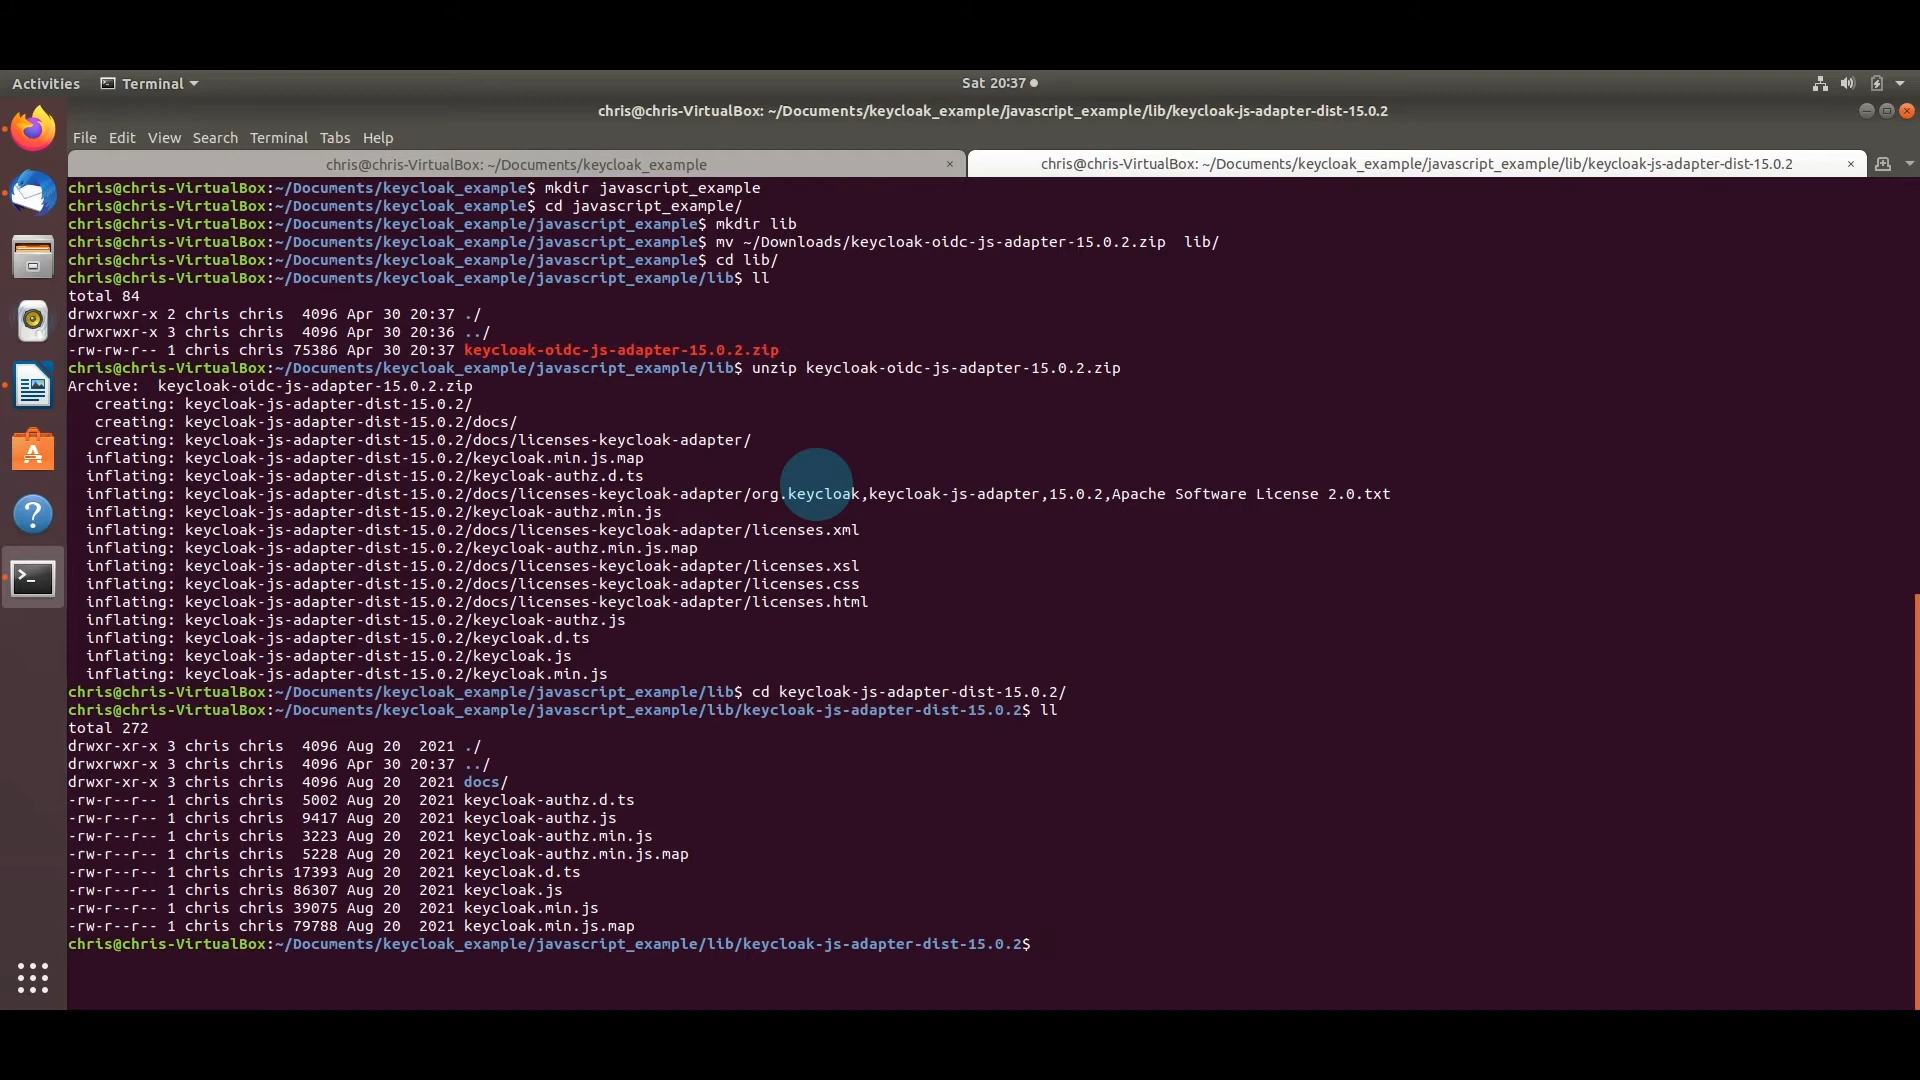 Activities
Terminal
Sat 20:37
chris@chris-VirtualBox: ~/Documents/keycloak_example/javascript_example/lib/keycloak-js-adapter-dist-15.0.2
File Edit View Search Terminal Tabs Help
chris@chris-VirtualBox: ~/Documents/keycloak_example
chris@chris-VirtualBox: ~/Documents/keycloak_example/javascript_example/lib/keycloak-js-adapter-dist-15.0.2
chris@chris-VirtualBox:~/Documents/keycloak_example$ mkdir javascript_example
chris@chris-VirtualBox:~/Documents/keycloak_example$ cd javascript_example/
chris@chris-VirtualBox:~/Documents/keycloak_example/javascript_example$ mkdir lib
chris@chris-VirtualBox:~/Documents/keycloak_example/javascript_example$ mv ~/Downloads/keycloak-oidc-js-adapter-15.0.2.zip  lib/
chris@chris-VirtualBox:~/Documents/keycloak_example/javascript_example$ cd lib/
chris@chris-VirtualBox:~/Documents/keycloak_example/javascript_example/lib$ ll
total 84
drwxrwxr-x 2 chris chris  4096 Apr 30 20:37 ./
drwxrwxr-x 3 chris chris  4096 Apr 30 20:36 ../
-rw-rw-r-- 1 chris chris 75386 Apr 30 20:37 keycloak-oidc-js-adapter-15.0.2.zip
chris@chris-VirtualBox:~/Documents/keycloak_example/javascript_example/lib$ unzip keycloak-oidc-js-adapter-15.0.2.zip
Archive:  keycloak-oidc-js-adapter-15.0.2.zip
   creating: keycloak-js-adapter-dist-15.0.2/
   creating: keycloak-js-adapter-dist-15.0.2/docs/
   creating: keycloak-js-adapter-dist-15.0.2/docs/licenses-keycloak-adapter/
  inflating: keycloak-js-adapter-dist-15.0.2/keycloak.min.js.map
  inflating: keycloak-js-adapter-dist-15.0.2/keycloak-authz.d.ts
  inflating: keycloak-js-adapter-dist-15.0.2/docs/licenses-keycloak-adapter/org.keycloak,keycloak-js-adapter,15.0.2,Apache Software License 2.0.txt
  inflating: keycloak-js-adapter-dist-15.0.2/keycloak-authz.min.js
  inflating: keycloak-js-adapter-dist-15.0.2/docs/licenses-keycloak-adapter/licenses.xml
  inflating: keycloak-js-adapter-dist-15.0.2/keycloak-authz.min.js.map
  inflating: keycloak-js-adapter-dist-15.0.2/docs/licenses-keycloak-adapter/licenses.xsl
  inflating: keycloak-js-adapter-dist-15.0.2/docs/licenses-keycloak-adapter/licenses.css
  inflating: keycloak-js-adapter-dist-15.0.2/docs/licenses-keycloak-adapter/licenses.html
  inflating: keycloak-js-adapter-dist-15.0.2/keycloak-authz.js
  inflating: keycloak-js-adapter-dist-15.0.2/keycloak.d.ts
  inflating: keycloak-js-adapter-dist-15.0.2/keycloak.js
  inflating: keycloak-js-adapter-dist-15.0.2/keycloak.min.js
chris@chris-VirtualBox:~/Documents/keycloak_example/javascript_example/lib$ cd keycloak-js-adapter-dist-15.0.2/
chris@chris-VirtualBox:~/Documents/keycloak_example/javascript_example/lib/keycloak-js-adapter-dist-15.0.2$ ll
total 272
drwxr-xr-x 3 chris chris  4096 Aug 20  2021 ./
drwxrwxr-x 3 chris chris  4096 Apr 30 20:37 ../
drwxr-xr-x 3 chris chris  4096 Aug 20  2021 docs/
-rw-r--r-- 1 chris chris  5002 Aug 20  2021 keycloak-authz.d.ts
-rw-r--r-- 1 chris chris  9417 Aug 20  2021 keycloak-authz.js
-rw-r--r-- 1 chris chris  3223 Aug 20  2021 keycloak-authz.min.js
-rw-r--r-- 1 chris chris  5228 Aug 20  2021 keycloak-authz.min.js.map
-rw-r--r-- 1 chris chris 17393 Aug 20  2021 keycloak.d.ts
-rw-r--r-- 1 chris chris 86307 Aug 20  2021 keycloak.js
-rw-r--r-- 1 chris chris 39075 Aug 20  2021 keycloak.min.js
-rw-r--r-- 1 chris chris 79788 Aug 20  2021 keycloak.min.js.map
chris@chris-VirtualBox:~/Documents/keycloak_example/javascript_example/lib/keycloak-js-adapter-dist-15.0.2$